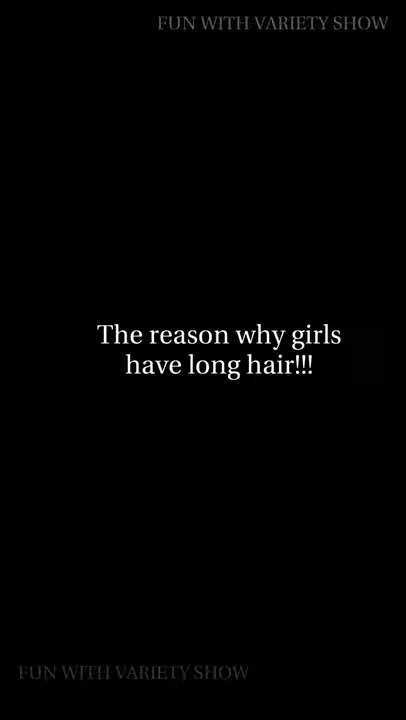 FUN WITH VARIETY SHOW
The reason why girls
have long hair!!!
FUN WITH VARIETY SHOW